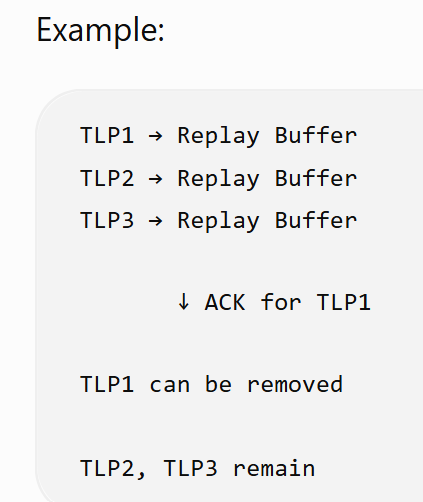 Example:
TLP1 → Replay Buffer
TLP2 → Replay Buffer
TLP3 → Replay Buffer
↓ ACK for TLP1
TLP1 can be removed
TLP2, TLP3 remain